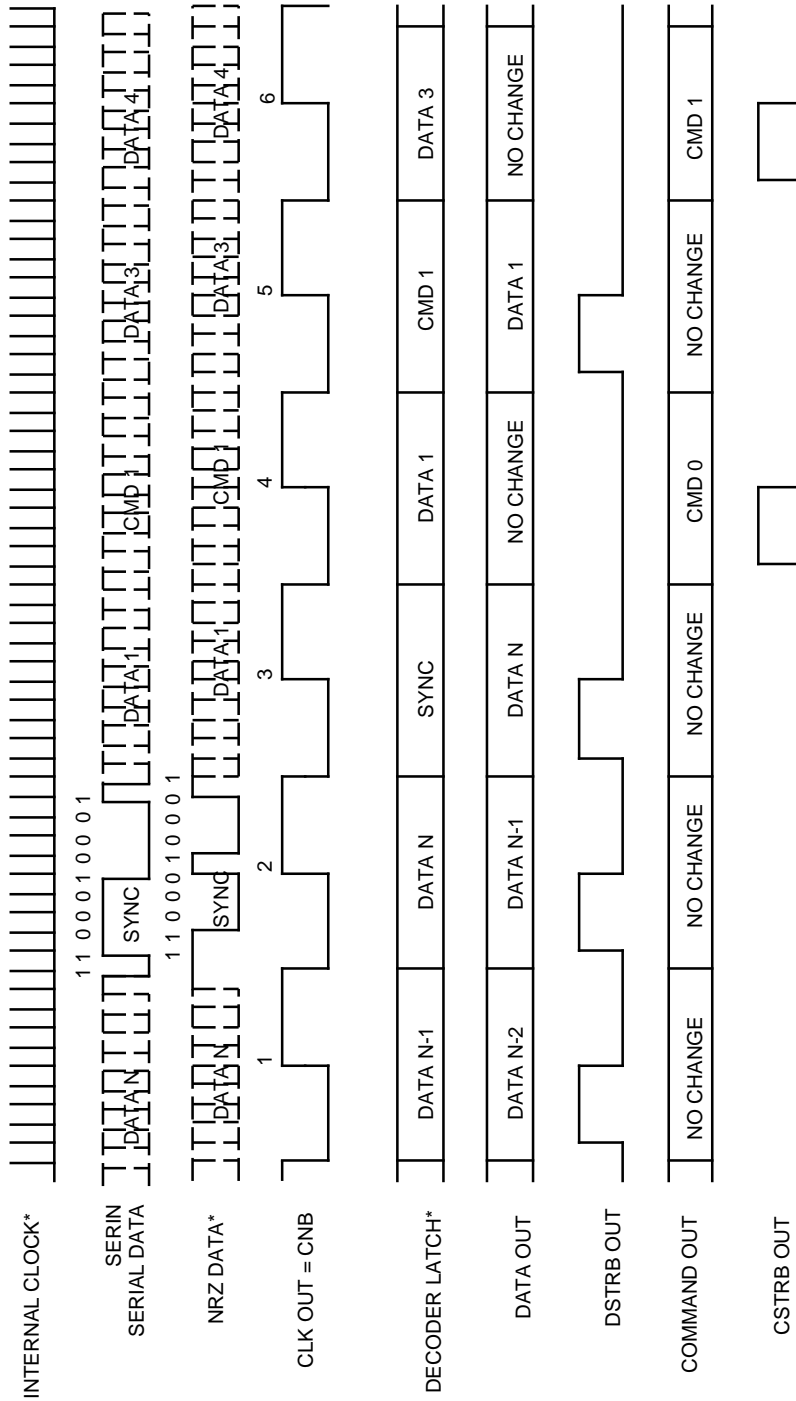 INTERNAL CLOCK*
1 1 0 0 0 1 0 0 0 1
SERIN
SERIAL DATA
DATA N
SYNC
DATA 1
CMD 1
DATA 3
DATA 4
1 1 0 0 0 1 0 0 0 1
NRZ DATA*
DATA N
SYNC
DATA 1
CMD 1
DATA 3
DATA 4
1
2
3
4
5
6
CLK OUT = CNB
DECODER LATCH*
DATA N-1
DATA N
SYNC
DATA 1
CMD 1
DATA 3
DATA OUT
DATA N-2
DATA N-1
DATA N
NO CHANGE
DATA 1
NO CHANGE
DSTRB OUT
COMMAND OUT
NO CHANGE
NO CHANGE
NO CHANGE
CMD 0
NO CHANGE
CMD 1
CSTRB OUT